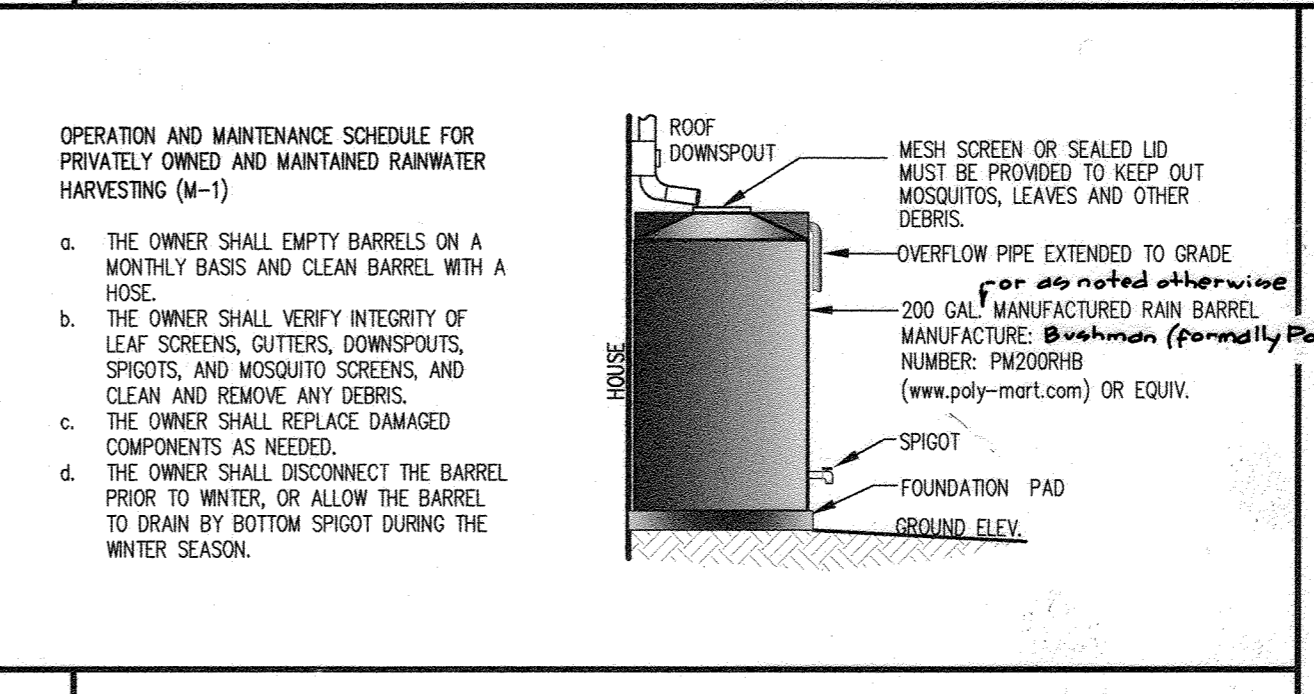 OPERATION AND MAINTENANCE SCHEDULE FOR
PRIVATELY OWNED AND MAINTAINED RAINWATER
HARVESTING (M-1)
a. THE OWNER SHALL EMPTY BARRELS ON A
MONTHLY BASIS AND CLEAN BARREL WITH A
HOSE.
b. THE OWNER SHALL VERIFY INTEGRITY OF
LEAF SCREENS, GUTTERS, DOWNSPOUTS,
SPIGOTS, AND MOSQUITO SCREENS, AND
CLEAN AND REMOVE ANY DEBRIS.
c. THE OWNER SHALL REPLACE DAMAGED
COMPONENTS AS NEEDED.
d. THE OWNER SHALL DISCONNECT THE BARREL
PRIOR TO WINTER, OR ALLOW THE BARREL
TO DRAIN BY BOTTOM SPIGOT DURING THE
WINTER SEASON.
HOUSE
ROOF
DOWNSPOUT
MESH SCREEN OR SEALED LID
MUST BE PROVIDED TO KEEP OUT
MOSQUITOS, LEAVES AND OTHER
DEBRIS.
OVERFLOW PIPE EXTENDED TO GRADE
or as noted otherwise
200 GAL. MANUFACTURED RAIN BARREL
MANUFACTURE: Bushman (formally Po
NUMBER: PM200RHB
(www.poly-mart.com) OR EQUIV.
SPIGOT
FOUNDATION PAD
GROUND ELEV.